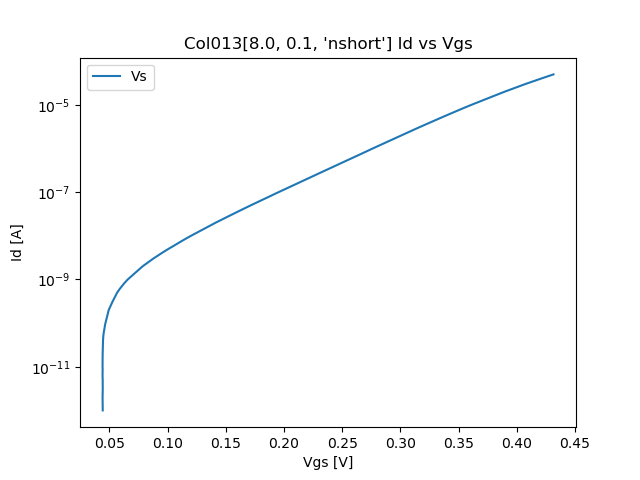 Col013[8.0, 0.1, 'nshort'] Id vs Vgs
Vs
Id [A]
10⁻⁵
10⁻⁷
10⁻⁹
10⁻¹¹
0.05 0.10 0.15 0.20 0.25 0.30 0.35 0.40 0.45
Vgs [V]